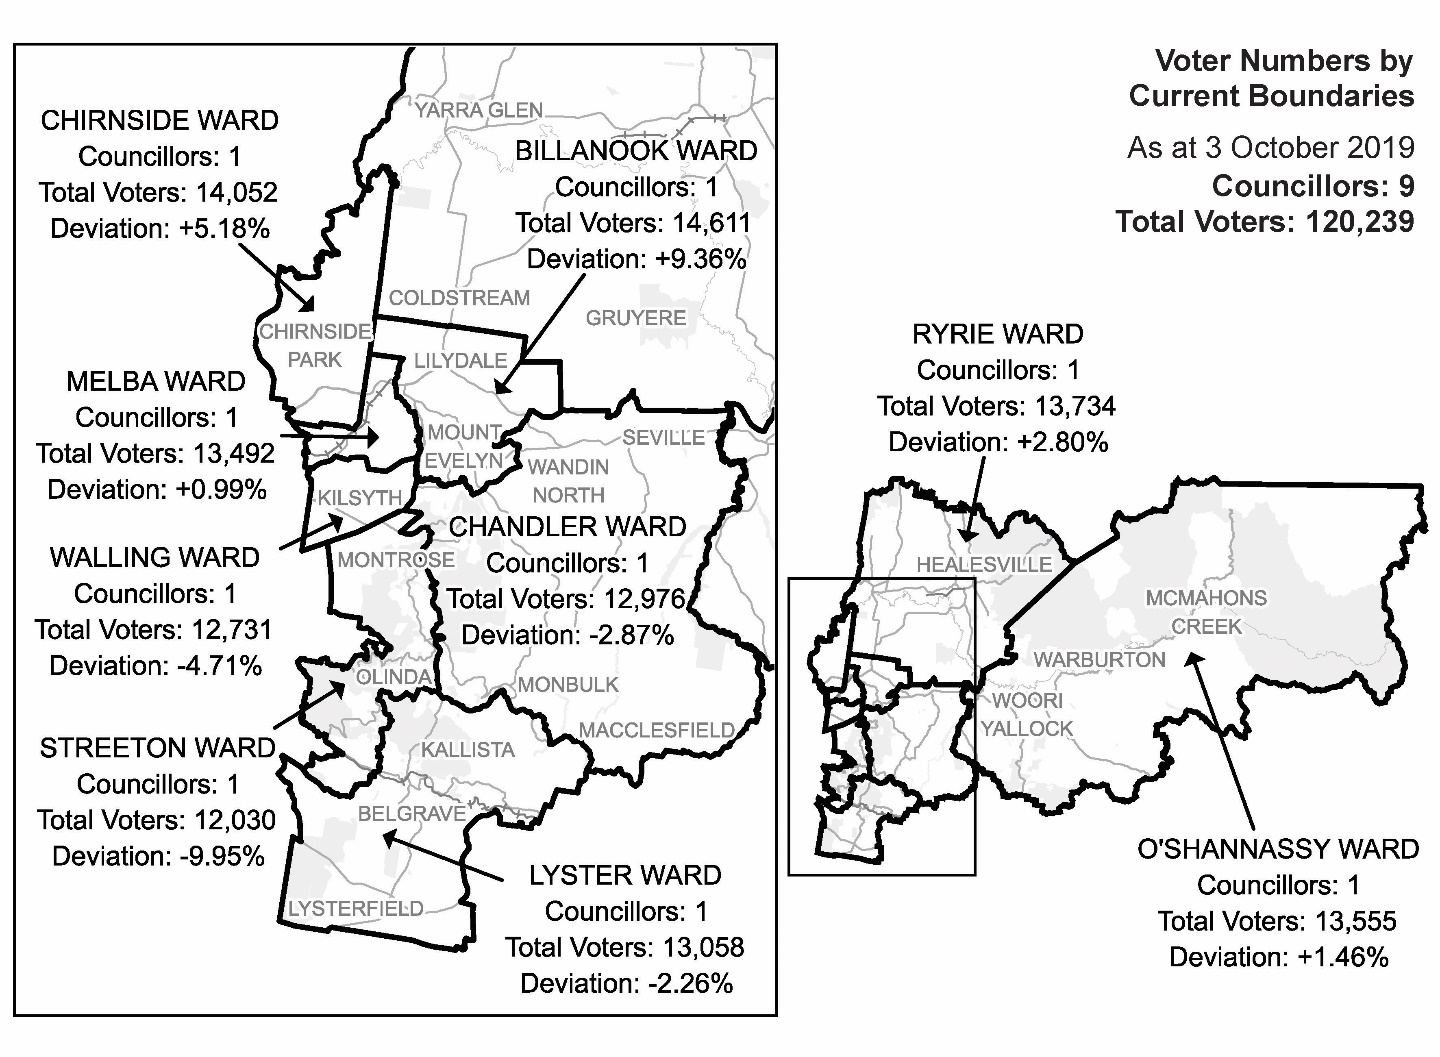 Voter Numbers by
Current Boundaries
As at 3 October 2019
Councillors: 9
Total Voters: 120,239
YARRA GLEN
CHIRNSIDE WARD
Councillors: 1
Total Voters: 14,052
Deviation: +5.18%
BILLANOOK WARD
Councillors: 1
Total Voters: 14,611
Deviation: +9.36%
COLDSTREAM
GRUYERE
CHIRNSIDE
PARK
LILYDALE
MELBA WARD
Councillors: 1
Total Voters: 13,492
Deviation: +0.99%
MOUNT
EVELYN
SEVILLE
WANDIN
NORTH
KILSYTH
CHANDLER WARD
Councillors: 1
Total Voters: 12,976
Deviation: -2.87%
WALLING WARD
Councillors: 1
Total Voters: 12,731
Deviation: -4.71%
MONTROSE
OLINDA
MONBULK
MACCLESFIELD
KALLISTA
STREETON WARD
Councillors: 1
Total Voters: 12,030
Deviation: -9.95%
BELGRAVE
LYSTERFIELD
LYSTER WARD
Councillors: 1
Total Voters: 13,058
Deviation: -2.26%
RYRIE WARD
Councillors: 1
Total Voters: 13,734
Deviation: +2.80%
HEALESVILLE
MCMAHONS
CREEK
WARBURTON
WOORI
YALLOCK
O'SHANNASSY WARD
Councillors: 1
Total Voters: 13,555
Deviation: +1.46%